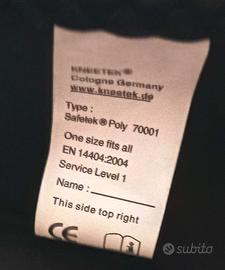 KNEETEK®
Cologne Germany
www.kneetek.de
Type :
Safetek®Poly 70001
One size fits all
EN 14404:2004
Service Level 1
Name :
This side top right
CE
subito